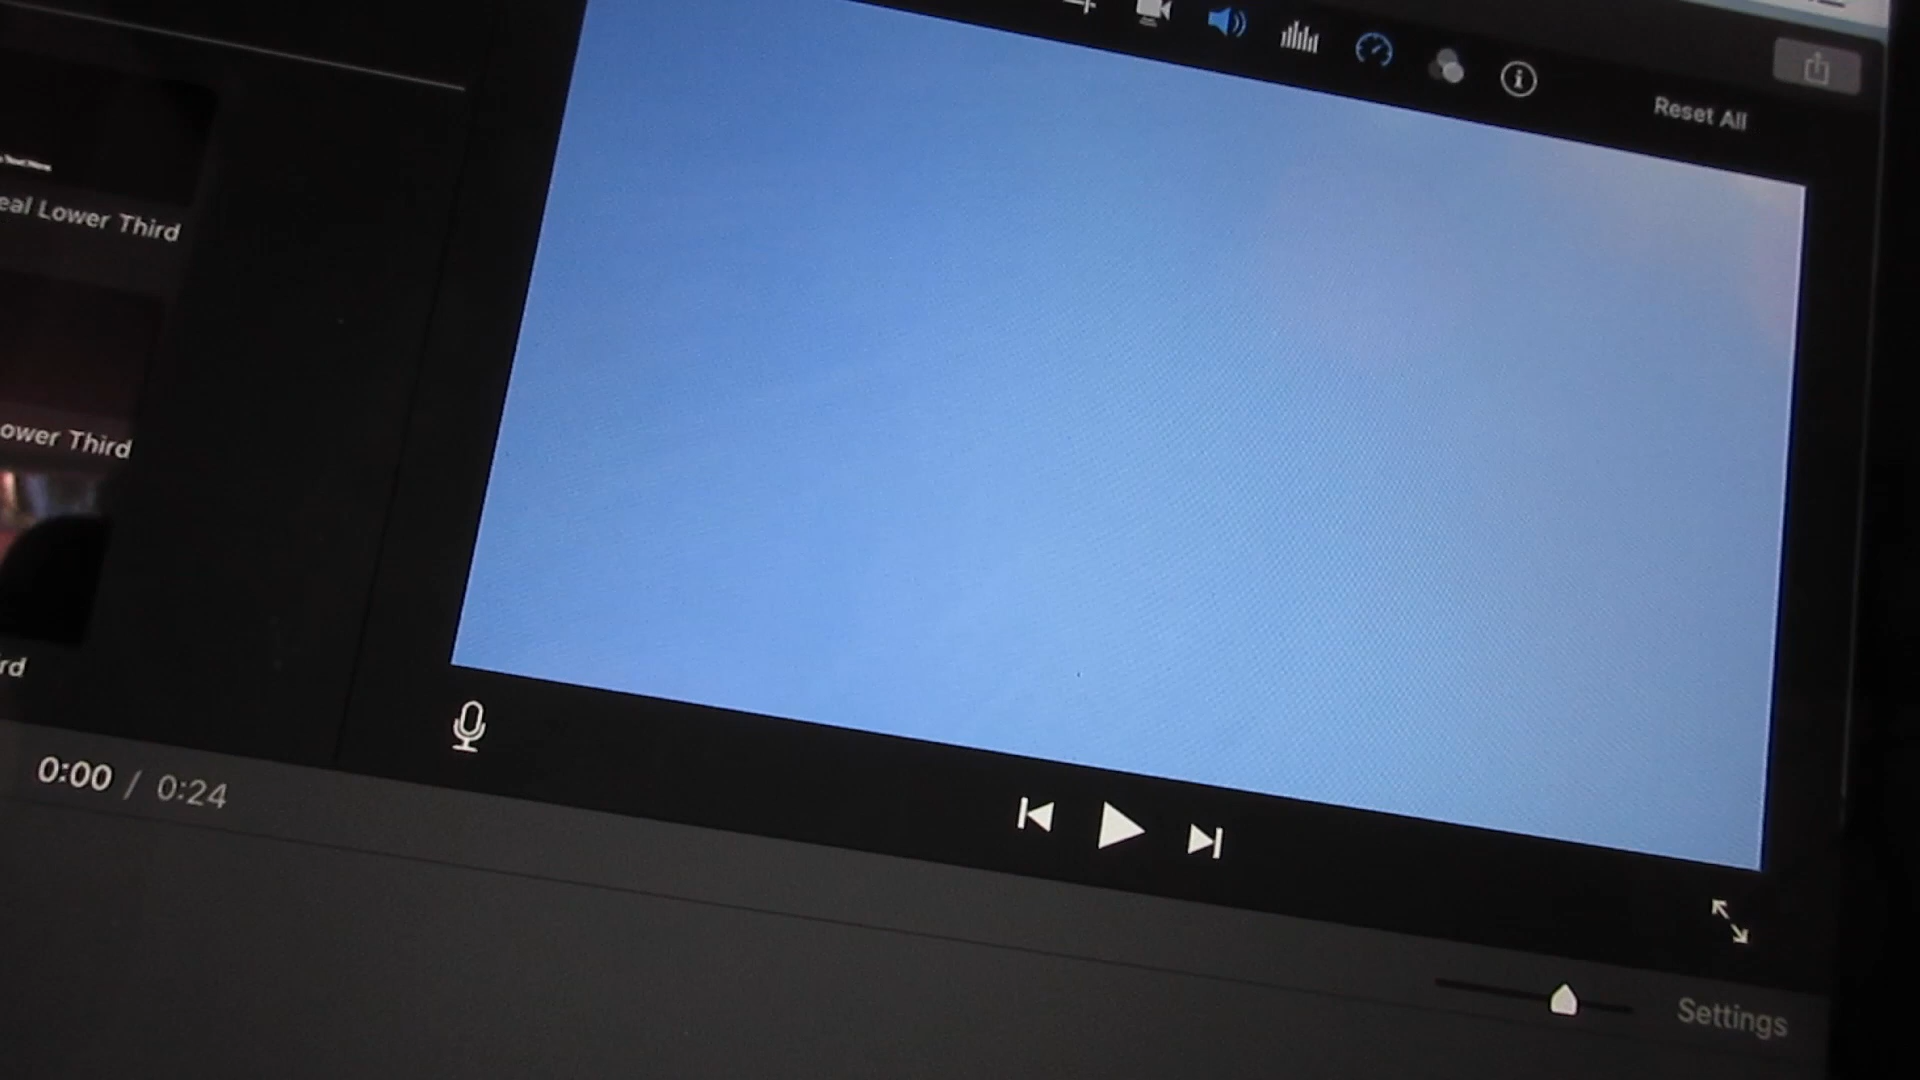 Reset All
eal Lower Third
ower Third
rd
0:00 / 0:24
Settings